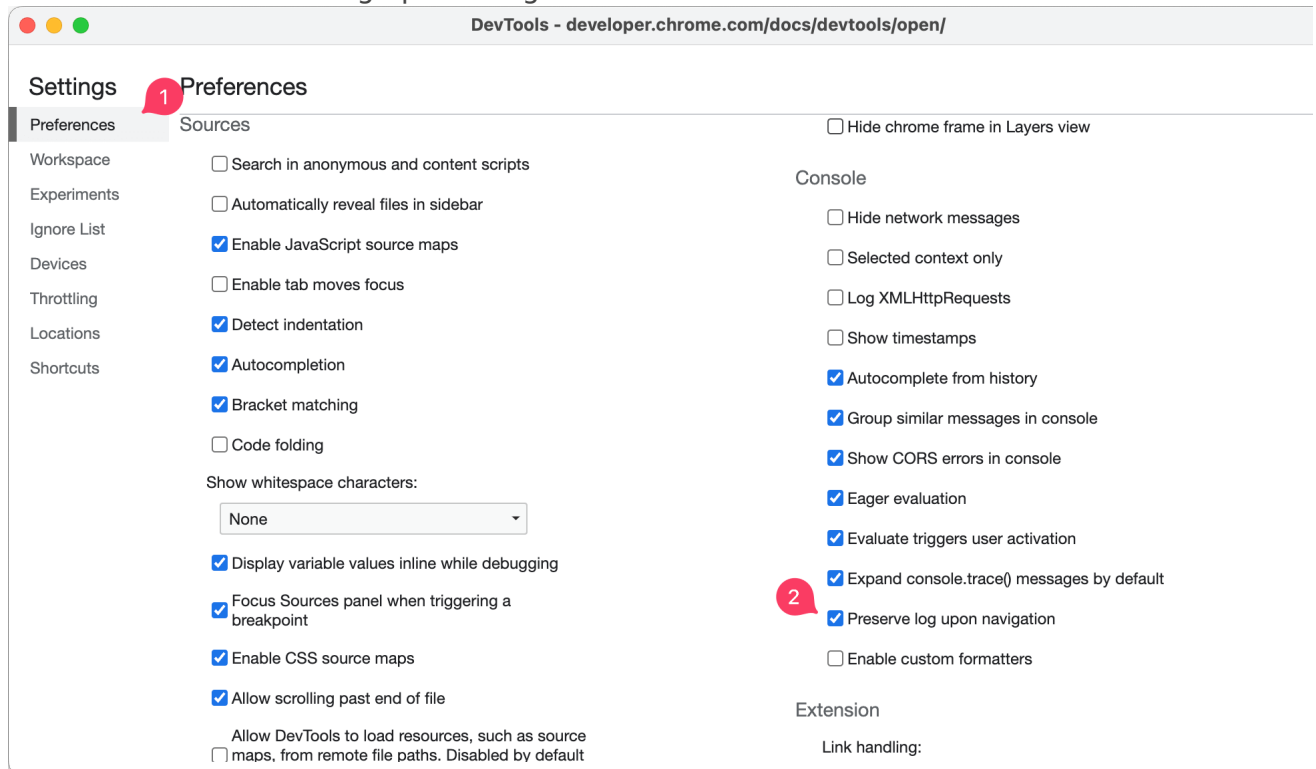 DevTools - developer.chrome.com/docs/devtools/open/
Settings
1
Preferences
Workspace
Experiments
Ignore List
Devices
Throttling
Locations
Shortcuts
Preferences
Sources
Search in anonymous and content scripts
Automatically reveal files in sidebar
Enable JavaScript source maps
Enable tab moves focus
Detect indentation
Autocompletion
Bracket matching
Code folding
Show whitespace characters:
None
Display variable values inline while debugging
Focus Sources panel when triggering a
breakpoint
Enable CSS source maps
Allow scrolling past end of file
Allow DevTools to load resources, such as source
maps, from remote file paths. Disabled by default
Hide chrome frame in Layers view
Console
Hide network messages
Selected context only
Log XMLHttpRequests
Show timestamps
Autocomplete from history
Group similar messages in console
Show CORS errors in console
Eager evaluation
Evaluate triggers user activation
Expand console.trace() messages by default
2
Preserve log upon navigation
Enable custom formatters
Extension
Link handling: